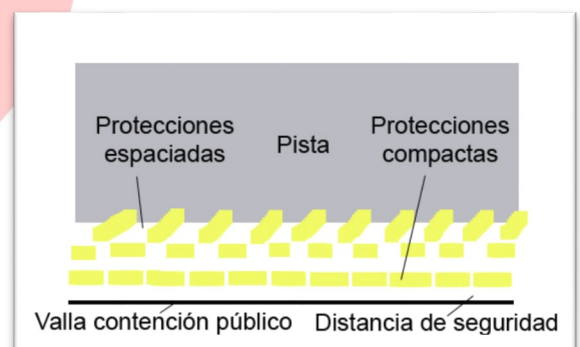 Protecciones
espaciadas
Pista
Protecciones
compactas
Valla contención público
Distancia de seguridad